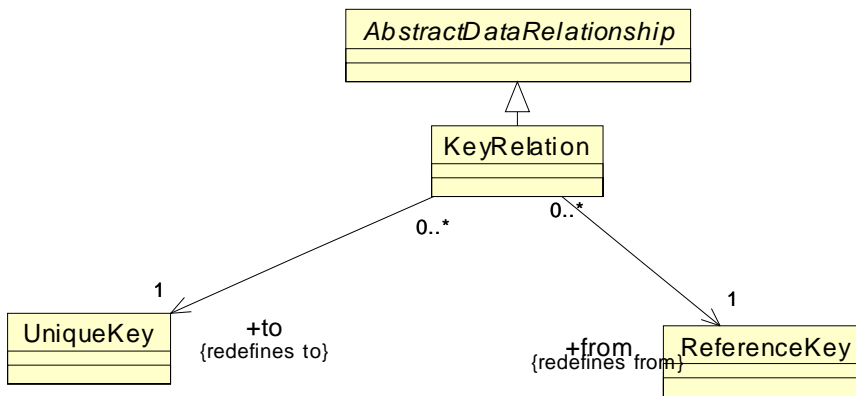 AbstractDataRelationship
KeyRelation
0..*
0..*
1
1
UniqueKey
+to
{redefines to}
+from
{redefines from}
ReferenceKey